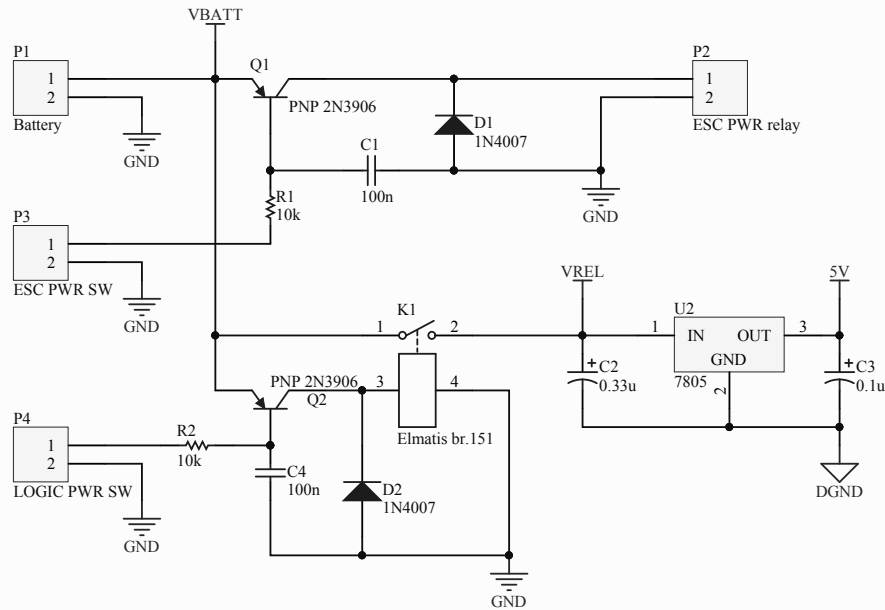 VBATT
P1
1
2
Battery
GND
Q1
PNP 2N3906
P2
1
2
ESC PWR relay
D1
1N4007
C1
100n
GND
R1
10k
P3
1
2
ESC PWR SW
GND
VREL
5V
K1
1
2
U2
1
IN
OUT
3
GND
7805
2
C2
0.33u
C3
0.1u
PNP 2N3906
Q2
3
4
Elmatis br.151
P4
1
2
LOGIC PWR SW
GND
R2
10k
C4
100n
D2
1N4007
DGND
GND